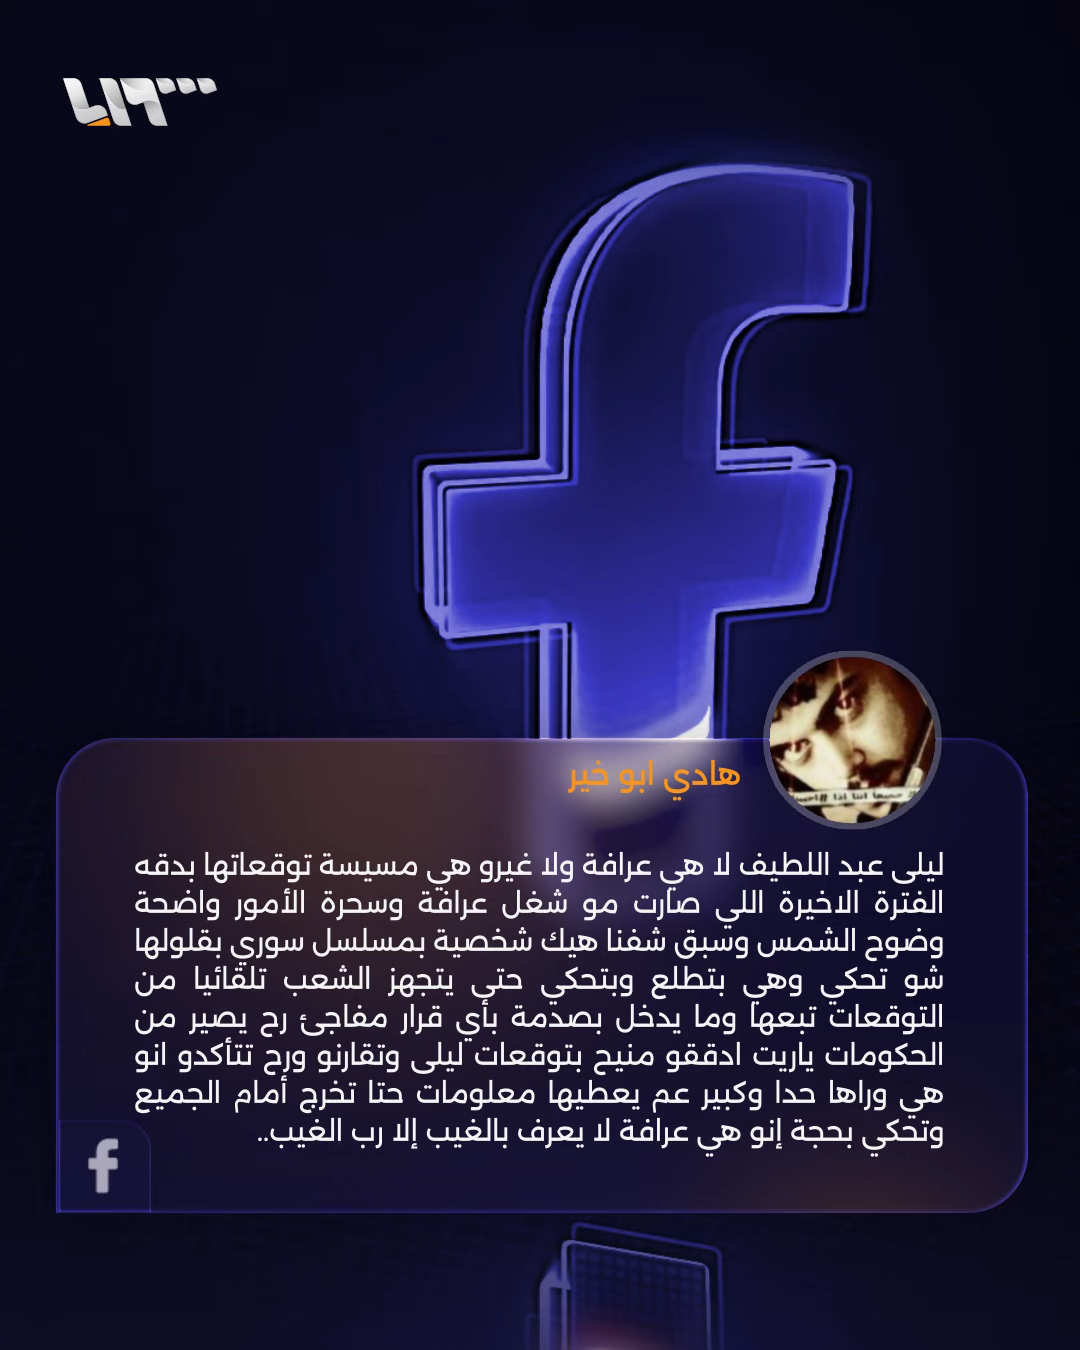 LIT
هادي ابو خير
ليلى عبد اللطيف لا هي عرافة ولا غيرو هي مسيسة توقعاتها بدقه
الفترة الاخيرة اللي صارت مو شغل عرافة وسحرة الأمور واضحة
وضوح الشمس وسبق شفنا هيك شخصية بمسلسل سوري بقلولها
شو تحكي وهي بتطلع وبتحكي حتى يتجهز الشعب تلقائيا من
التوقعات تبعها وما يدخل بصدمة بأي قرار مفاجئ رح يصير من
الحكومات ياريت ادققو منيح بتوقعات ليلى وتقارنو ورح تتأكدو انو
هي وراها حدا وكبير عم يعطيها معلومات حتا تخرج أمام الجميع
وتحكي بحجة إنو هي عرافة لا يعرف بالغيب إلا رب الغيب..